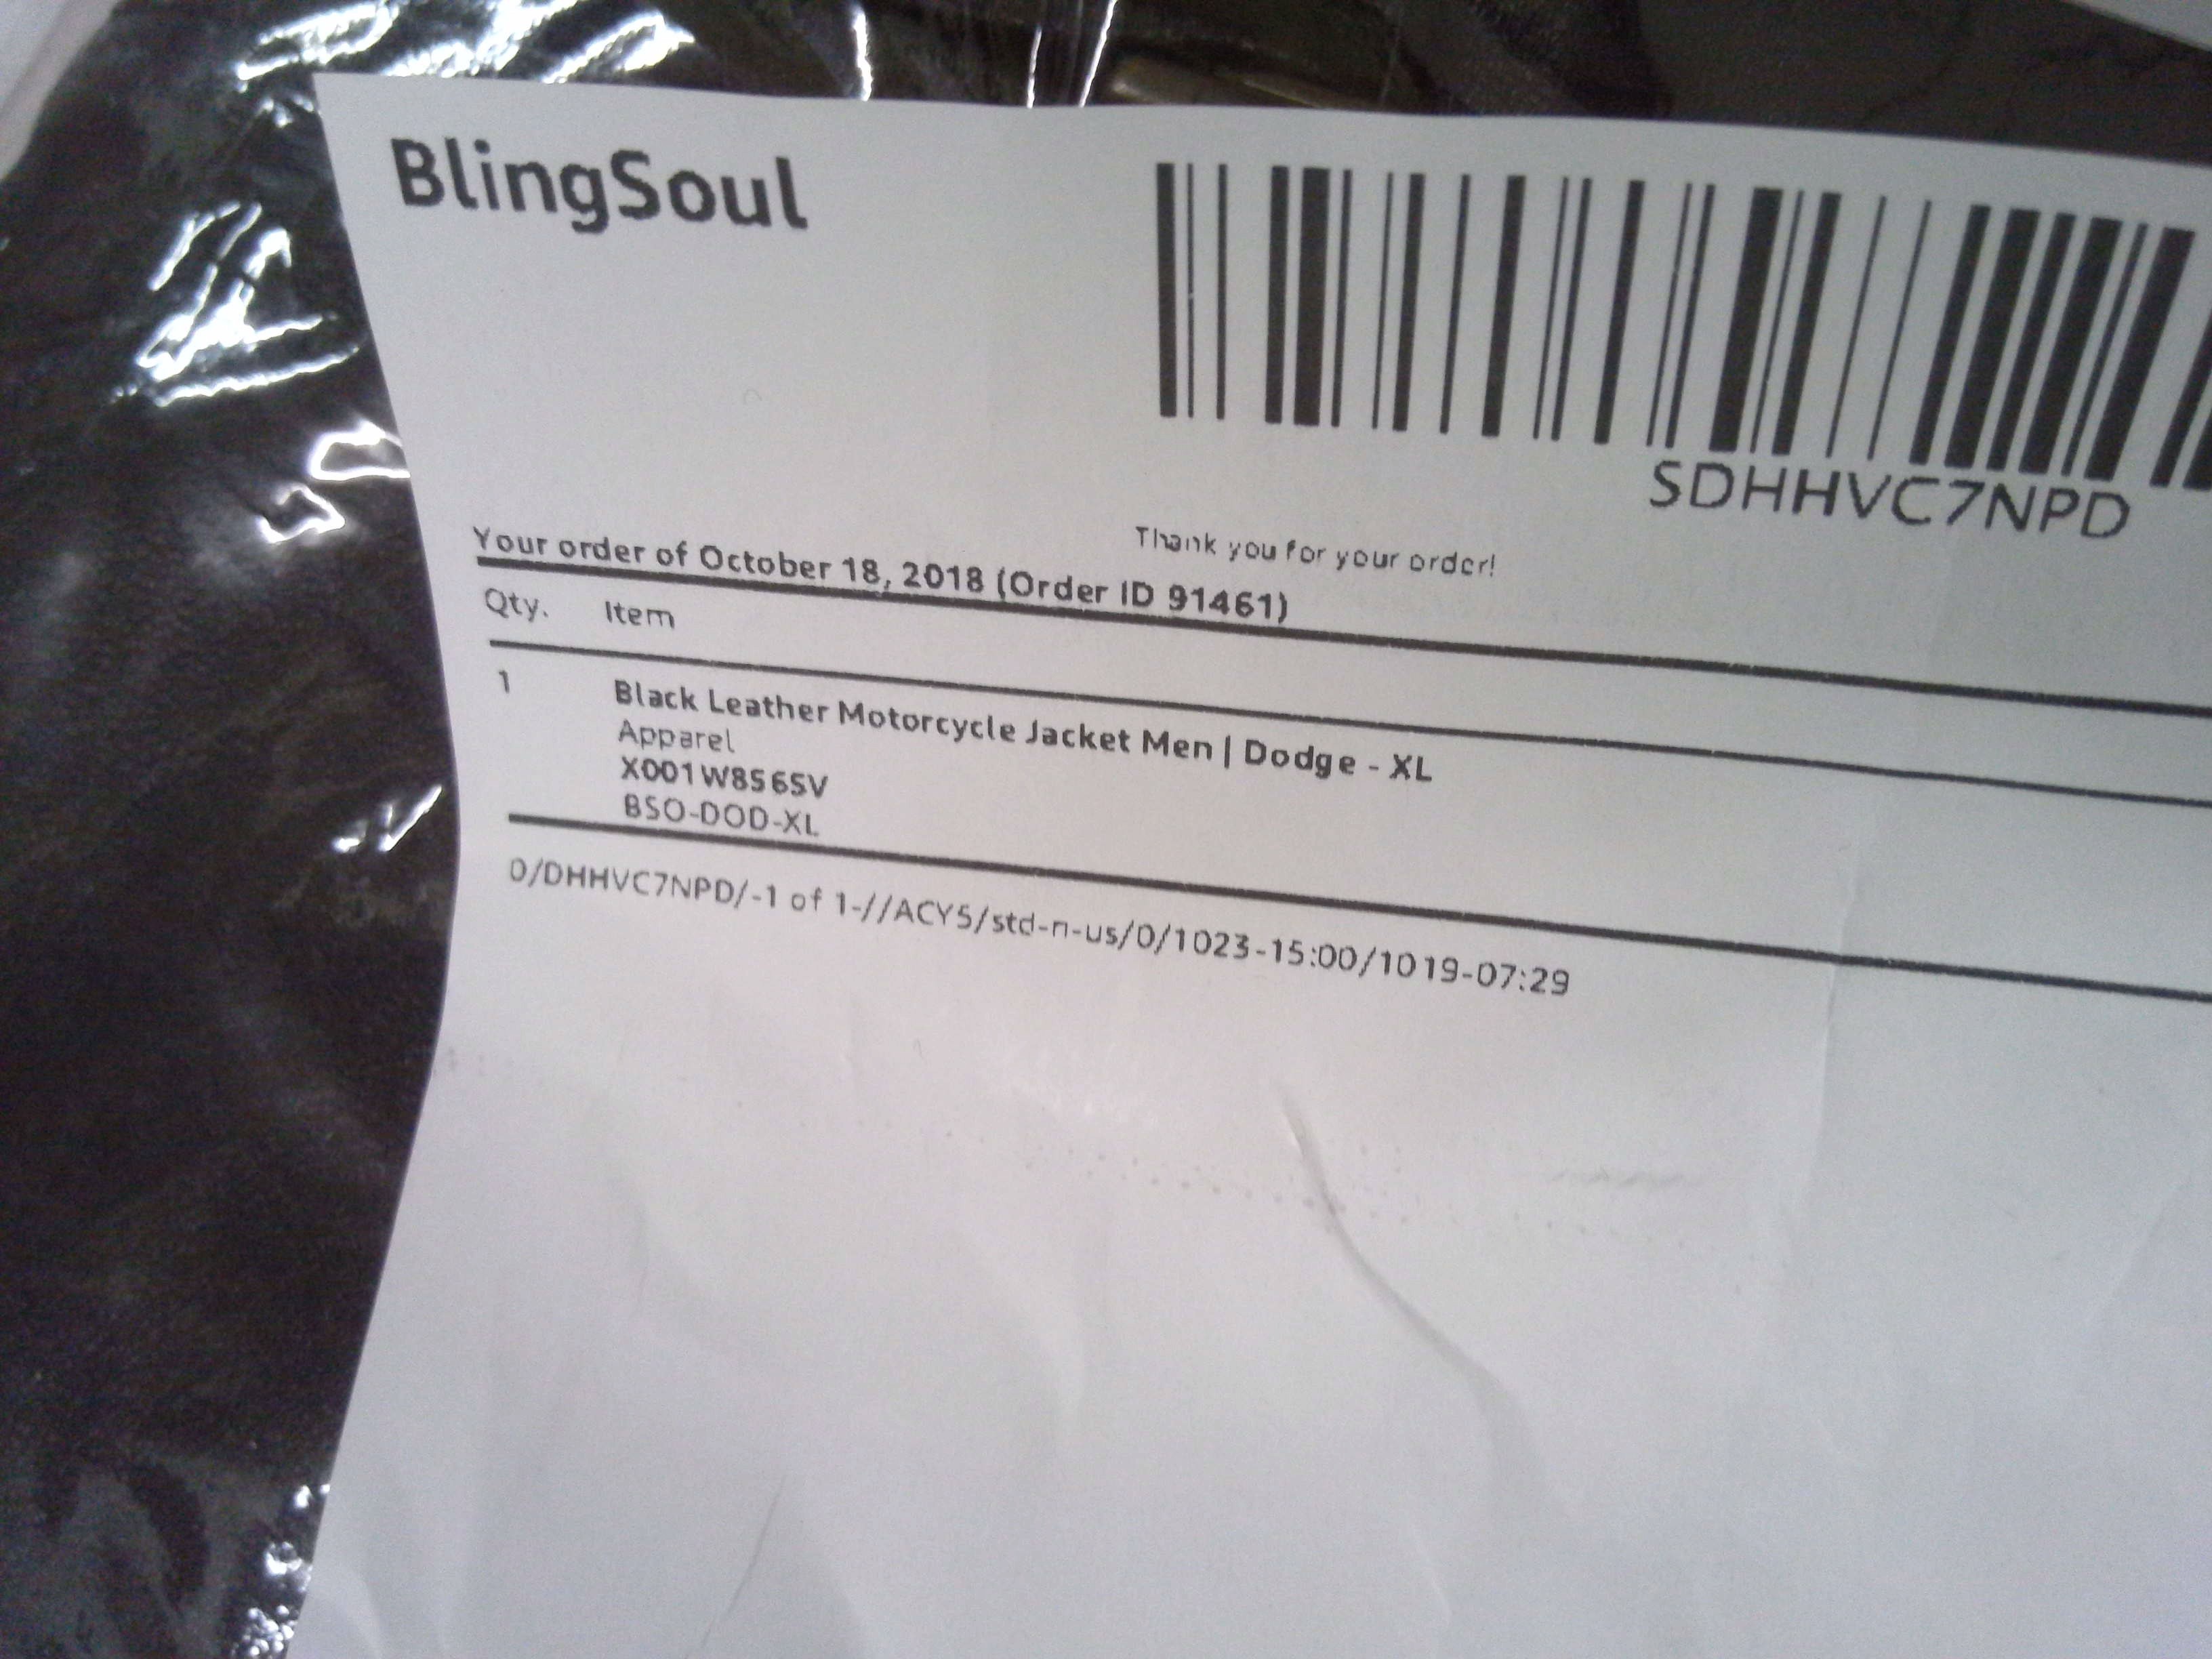 BlingSoul
SDHHVC7NPD
Thank you for your order!
Your order of October 18, 2018 (Order ID 91461)
Qty. Item
1 Black Leather Motorcycle Jacket Men | Dodge - XL
Apparel
X001W8S6SV
BSO-DOD-XL
0/DHHVC7NPD/-1 of 1-//ACY5/std-n-us/0/1023-15:00/1019-07:29